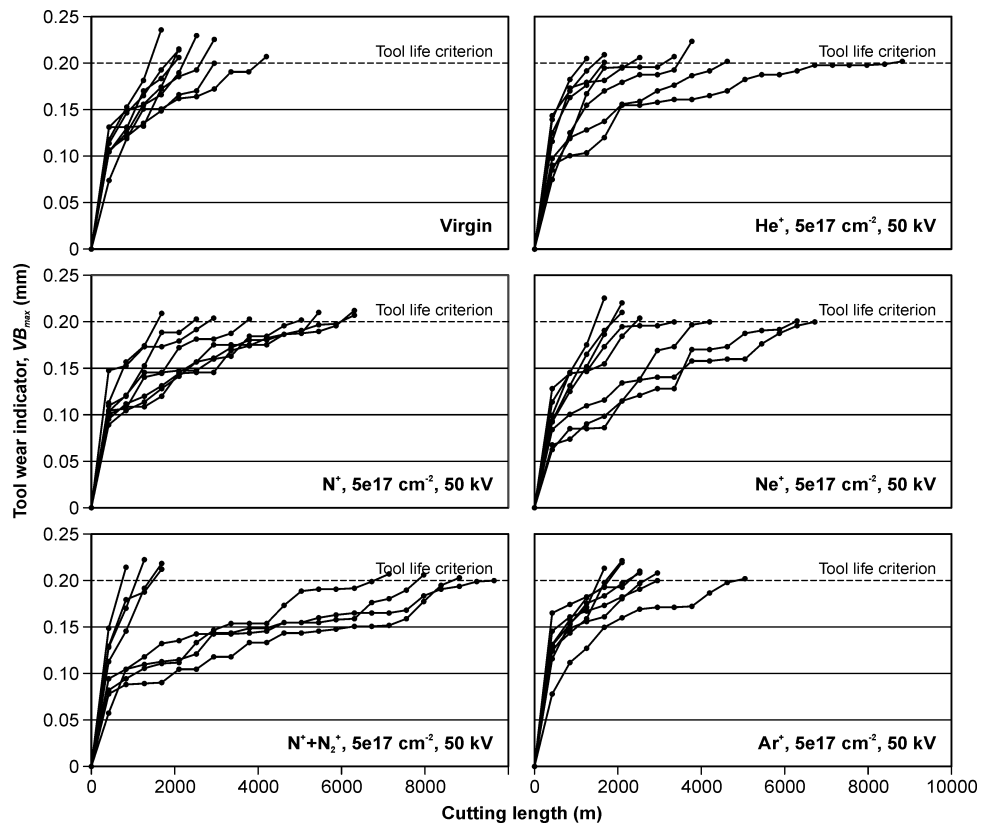 0.25
0.20
0.15
0.10
0.05
0
Tool life criterion
Virgin
Tool life criterion
He⁺, 5e17 cm⁻², 50 kV
Tool wear indicator, VBmax (mm)
0.25
0.20
0.15
0.10
0.05
0
Tool life criterion
N⁺, 5e17 cm⁻², 50 kV
Tool life criterion
Ne⁺, 5e17 cm⁻², 50 kV
0.25
0.20
0.15
0.10
0.05
0
Tool life criterion
N⁺+N₂⁺, 5e17 cm⁻², 50 kV
Tool life criterion
Ar⁺, 5e17 cm⁻², 50 kV
0 2000 4000 6000 8000
0 2000 4000 6000 8000 10000
Cutting length (m)